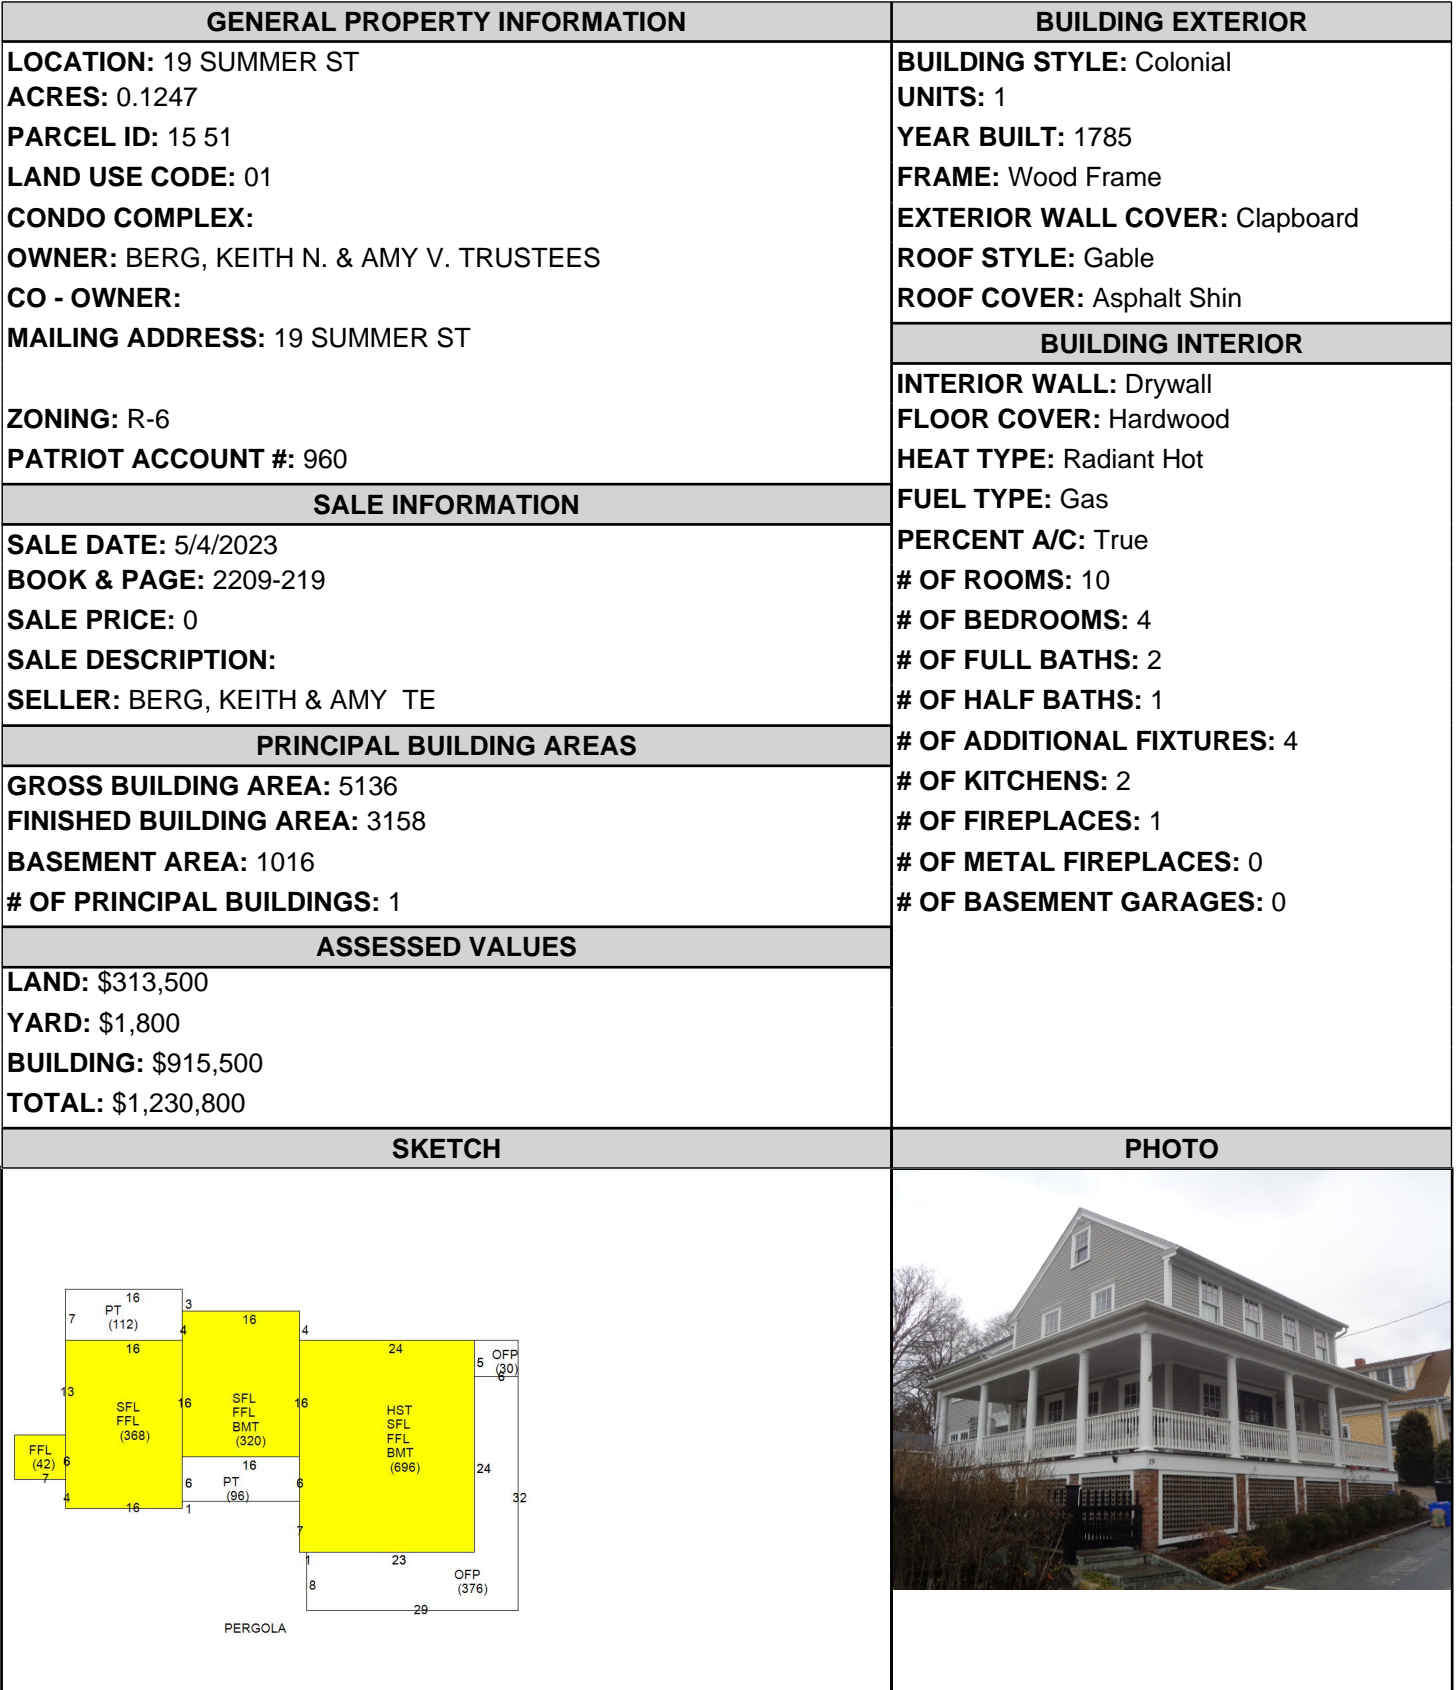 GENERAL PROPERTY INFORMATION
LOCATION: 19 SUMMER ST
ACRES: 0.1247
PARCEL ID: 15 51
LAND USE CODE: 01
CONDO COMPLEX:
OWNER: BERG, KEITH N. & AMY V. TRUSTEES
CO - OWNER:
MAILING ADDRESS: 19 SUMMER ST
ZONING: R-6
PATRIOT ACCOUNT #: 960
SALE INFORMATION
SALE DATE: 5/4/2023
BOOK & PAGE: 2209-219
SALE PRICE: 0
SALE DESCRIPTION:
SELLER: BERG, KEITH & AMY  TE
PRINCIPAL BUILDING AREAS
GROSS BUILDING AREA: 5136
FINISHED BUILDING AREA: 3158
BASEMENT AREA: 1016
# OF PRINCIPAL BUILDINGS: 1
ASSESSED VALUES
LAND: $313,500
YARD: $1,800
BUILDING: $915,500
TOTAL: $1,230,800
BUILDING EXTERIOR
BUILDING STYLE: Colonial
UNITS: 1
YEAR BUILT: 1785
FRAME: Wood Frame
EXTERIOR WALL COVER: Clapboard
ROOF STYLE: Gable
ROOF COVER: Asphalt Shin
BUILDING INTERIOR
INTERIOR WALL: Drywall
FLOOR COVER: Hardwood
HEAT TYPE: Radiant Hot
FUEL TYPE: Gas
PERCENT A/C: True
# OF ROOMS: 10
# OF BEDROOMS: 4
# OF FULL BATHS: 2
# OF HALF BATHS: 1
# OF ADDITIONAL FIXTURES: 4
# OF KITCHENS: 2
# OF FIREPLACES: 1
# OF METAL FIREPLACES: 0
# OF BASEMENT GARAGES: 0
SKETCH
16
7
PT
(112)
3
4
16
4
16
24
5
OFP
(30)
6
13
SFL
FFL
(368)
16
SFL
FFL
BMT
(320)
16
HST
SFL
FFL
BMT
(696)
FFL
(42)
6
7
4
16
16
6
PT
(96)
6
1
24
32
7
1
23
8
OFP
(376)
29
PERGOLA
PHOTO
19